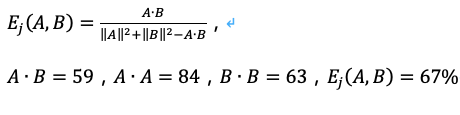 E_j(A, B) = A·B / (‖A‖² + ‖B‖² − A·B) , ↵
A · B = 59 , A · A = 84 , B · B = 63 , E_j(A, B) = 67%